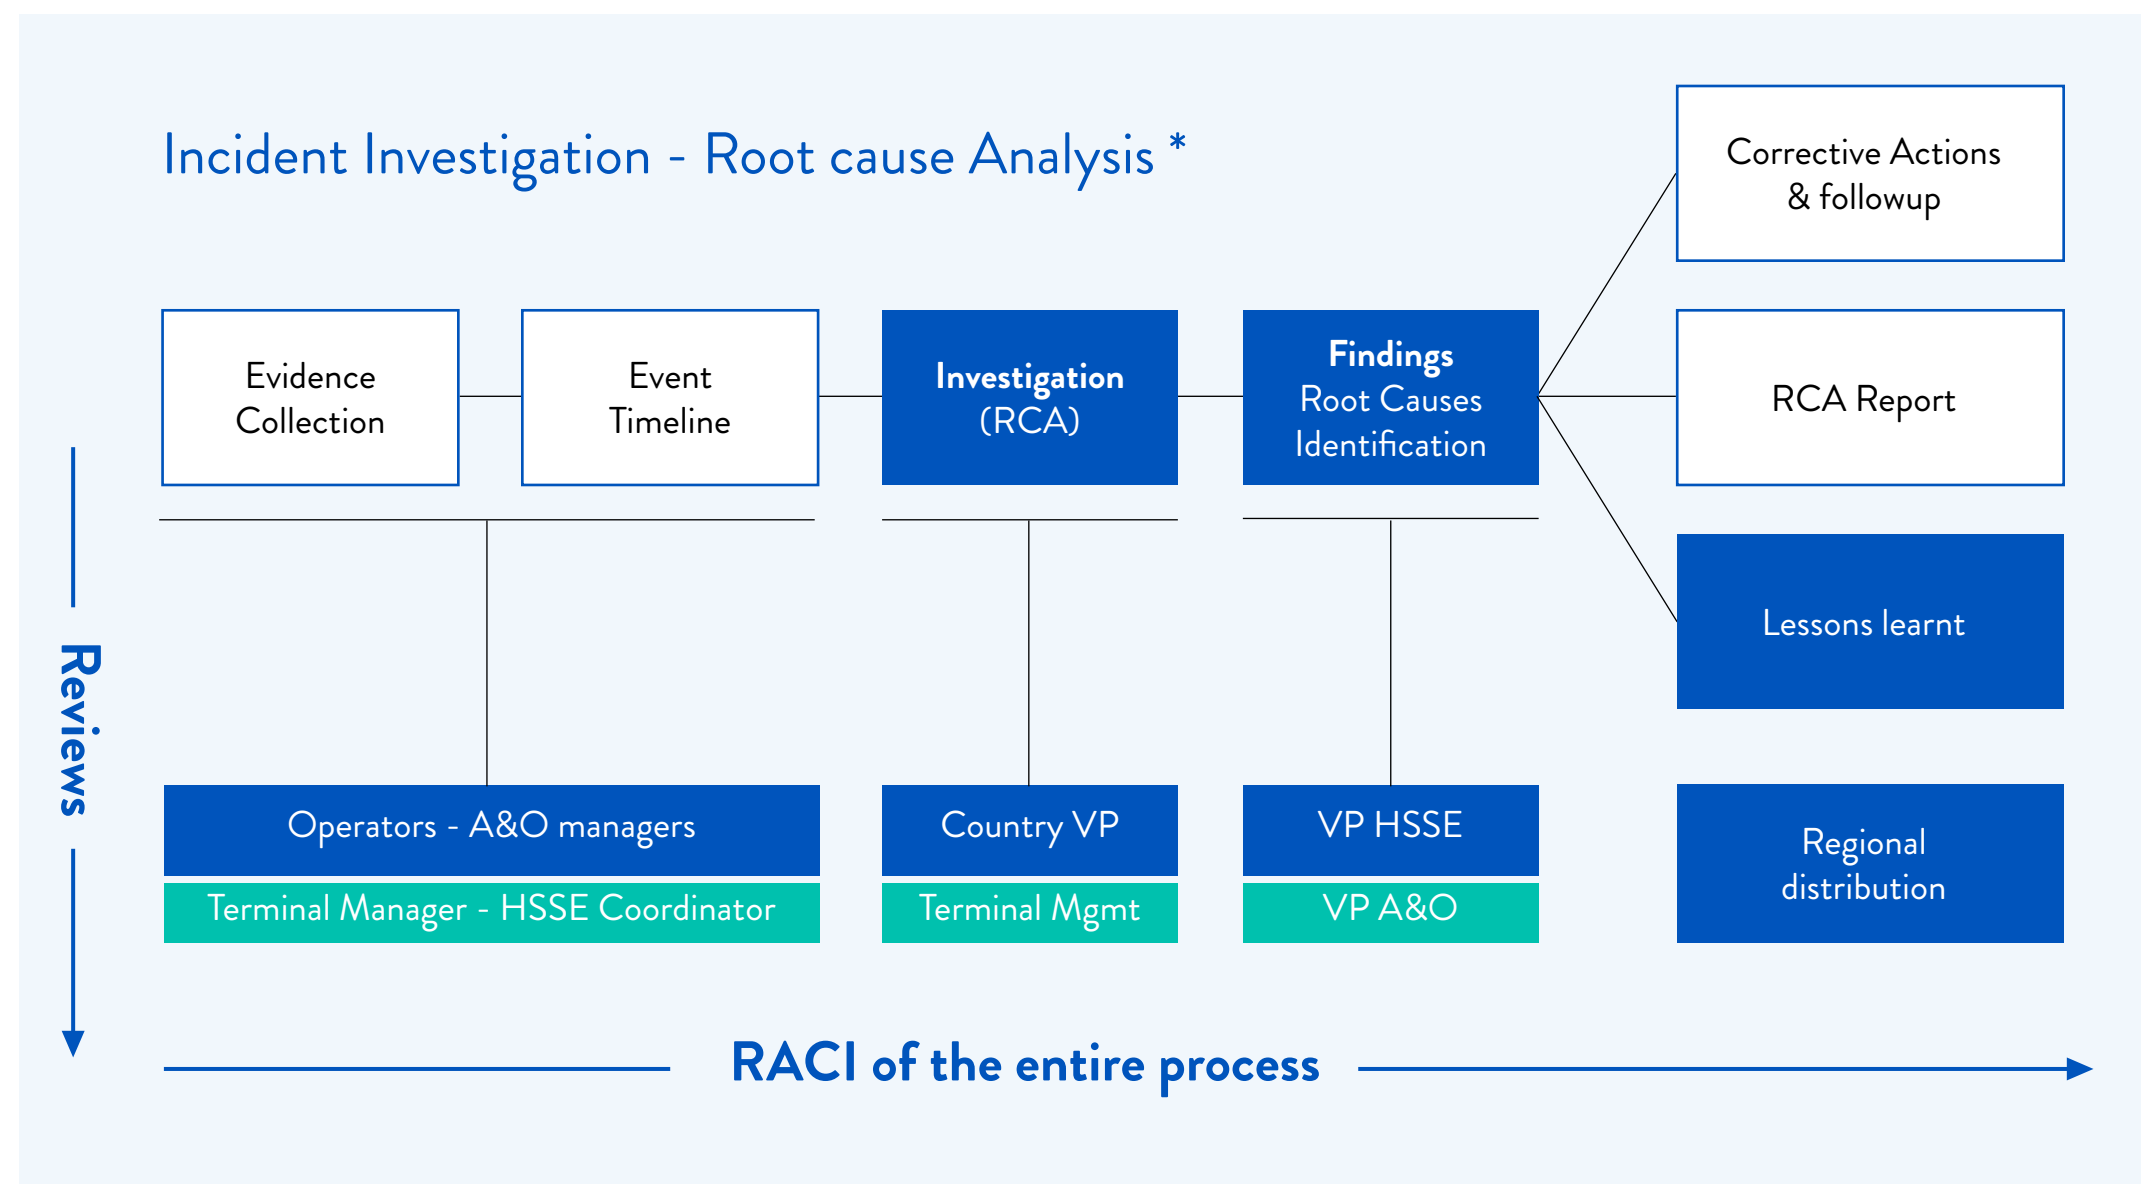 Incident Investigation - Root cause Analysis *
Corrective Actions
& followup
Evidence
Collection
Event
Timeline
Investigation
(RCA)
Findings
Root Causes
Identification
RCA Report
Lessons learnt
Reviews
Operators - A&O managers
Terminal Manager - HSSE Coordinator
Country VP
Terminal Mgmt
VP HSSE
VP A&O
Regional
distribution
RACI of the entire process